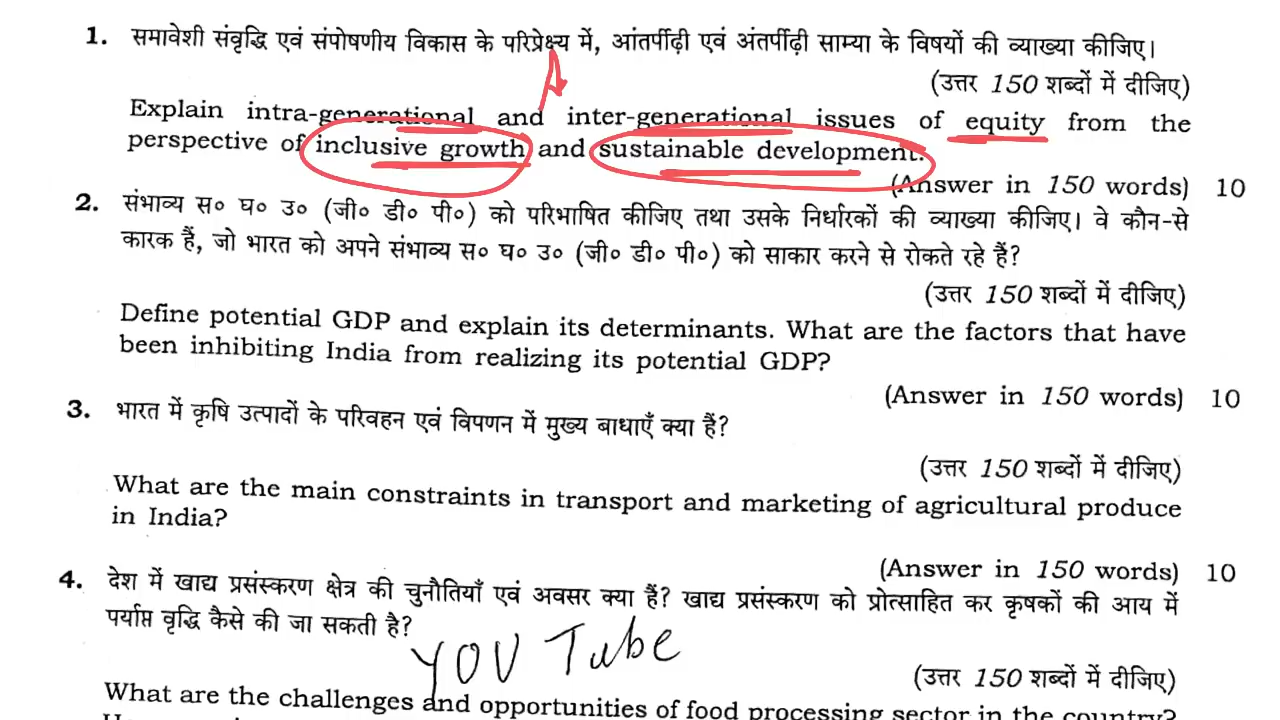 1. समावेशी संवृद्धि एवं संपोषणीय विकास के परिप्रेक्ष्य में, आंतर्पीढ़ी एवं अंतर्पीढ़ी साम्या के विषयों की व्याख्या कीजिए।
(उत्तर 150 शब्दों में दीजिए)
Explain intra-generational and inter-generational issues of equity from the
perspective of inclusive growth and sustainable development.
(Answer in 150 words) 10
2. संभाव्य स० घ० उ० (जी० डी० पी०) को परिभाषित कीजिए तथा उसके निर्धारकों की व्याख्या कीजिए। वे कौन-से
कारक हैं, जो भारत को अपने संभाव्य स० घ० उ० (जी० डी० पी०) को साकार करने से रोकते रहे हैं?
(उत्तर 150 शब्दों में दीजिए)
Define potential GDP and explain its determinants. What are the factors that have
been inhibiting India from realizing its potential GDP?
(Answer in 150 words) 10
3. भारत में कृषि उत्पादों के परिवहन एवं विपणन में मुख्य बाधाएँ क्या हैं?
(उत्तर 150 शब्दों में दीजिए)
What are the main constraints in transport and marketing of agricultural produce
in India?
(Answer in 150 words) 10
4. देश में खाद्य प्रसंस्करण क्षेत्र की चुनौतियाँ एवं अवसर क्या हैं? खाद्य प्रसंस्करण को प्रोत्साहित कर कृषकों की आय में
पर्याप्त वृद्धि कैसे की जा सकती है?
YOU Tube
(उत्तर 150 शब्दों में दीजिए)
What are the challenges and opportunities of food processing sector in the country?